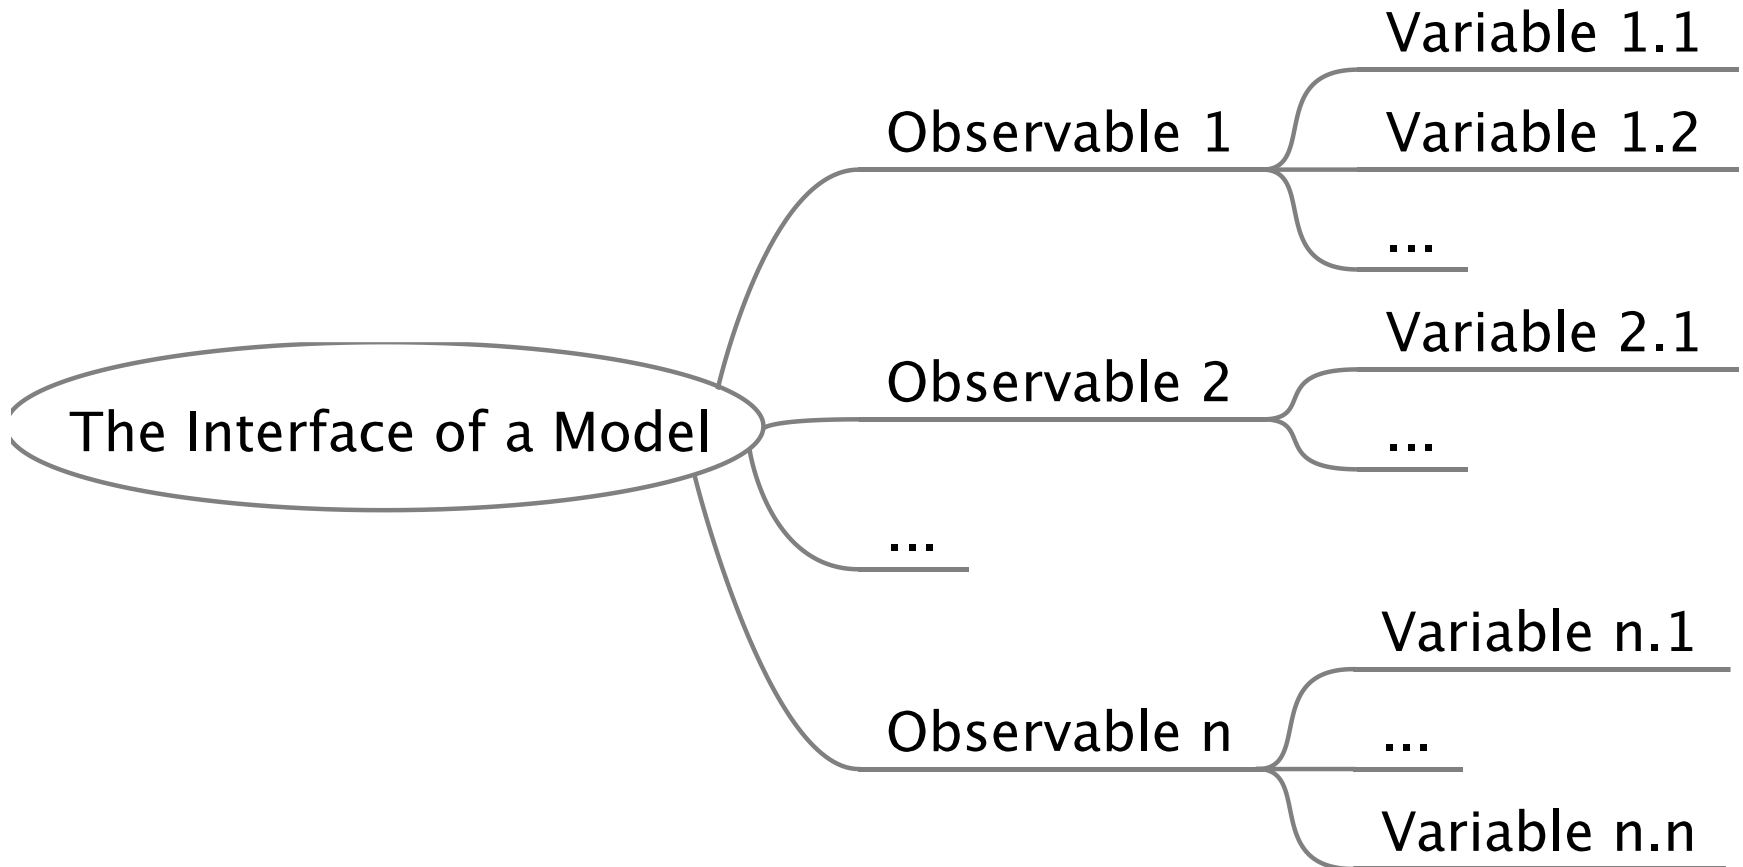 The Interface of a Model
Observable 1
Variable 1.1
Variable 1.2
...
Observable 2
Variable 2.1
...
...
Observable n
Variable n.1
...
Variable n.n